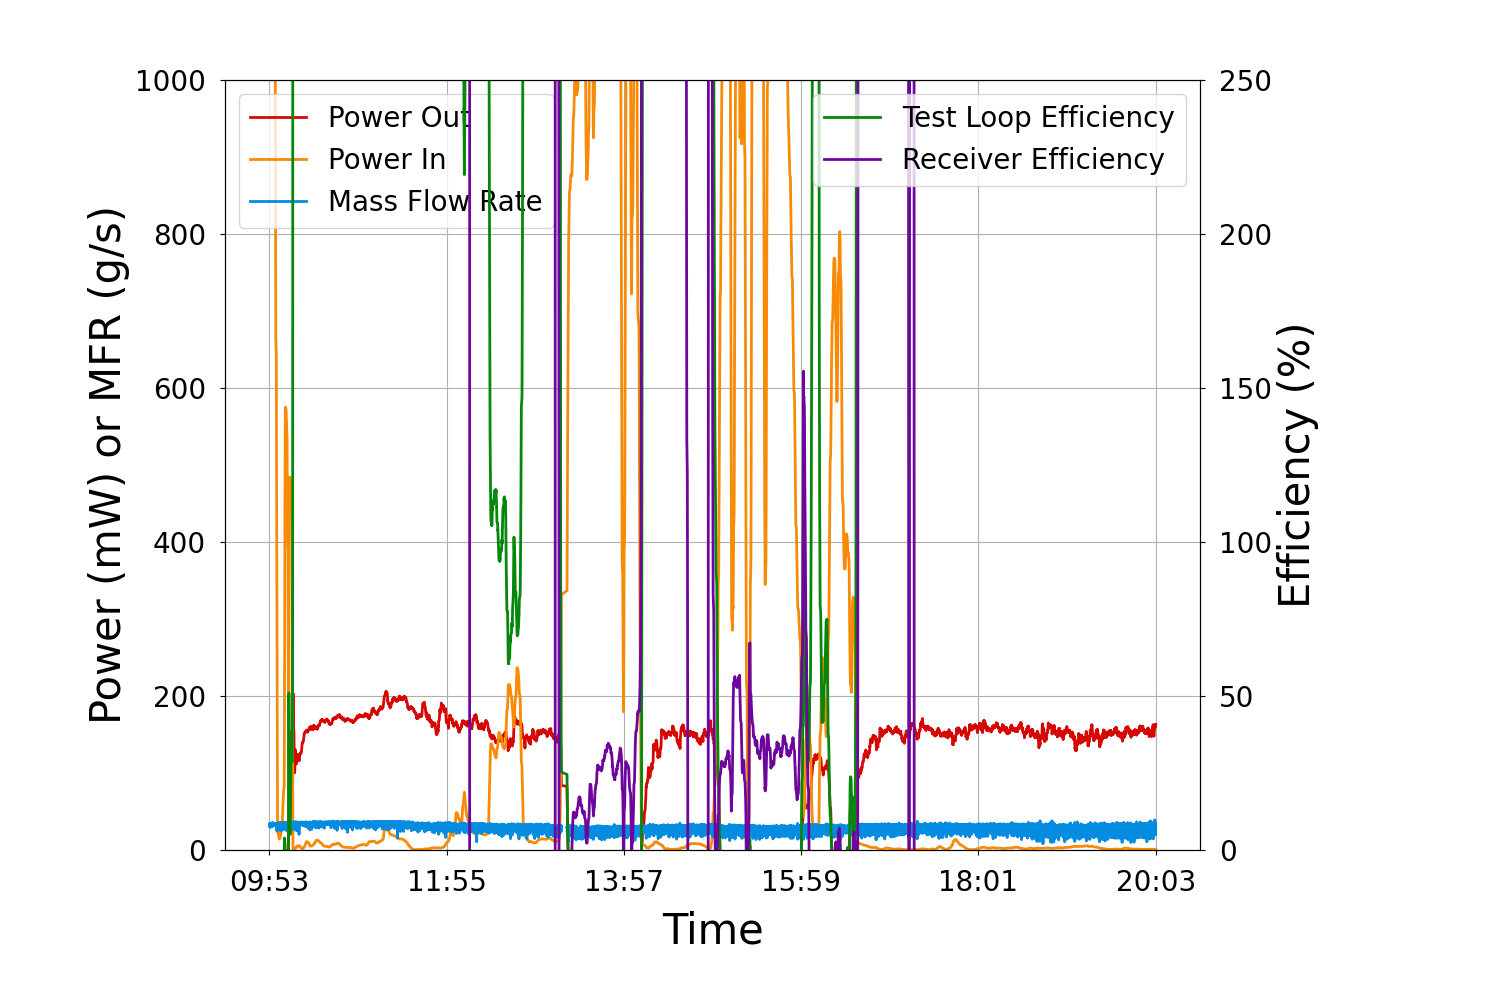 1000
800
600
400
200
0
250
200
150
100
50
0
09:53
11:55
13:57
15:59
18:01
20:03
Time
Power (mW) or MFR (g/s)
Efficiency (%)
Power Out
Power In
Mass Flow Rate
Test Loop Efficiency
Receiver Efficiency